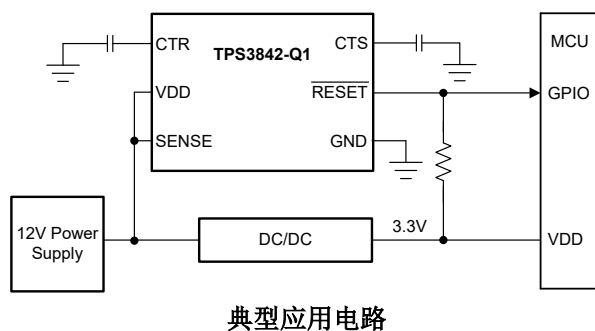 CTR
TPS3842-Q1
CTS
MCU
VDD
RESET
GPIO
SENSE
GND
12V Power
Supply
DC/DC
3.3V
VDD
典型应用电路